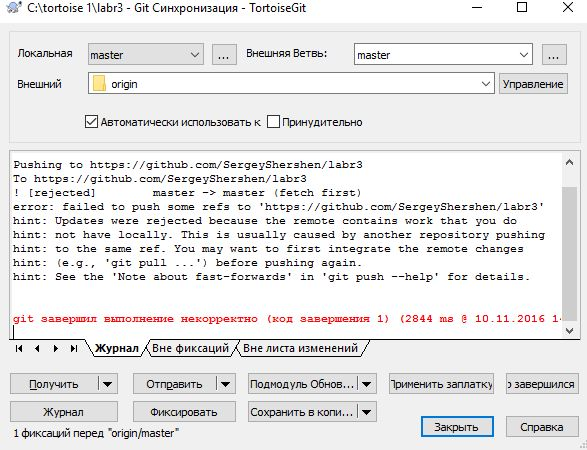 C:\tortoise 1\labr3 - Git Синхронизация - TortoiseGit
Локальная master ... Внешняя Ветвь: master ...
Внешний origin Управление
Автоматически использовать к Принудительно
Pushing to https://github.com/SergeyShershen/labr3
To https://github.com/SergeyShershen/labr3
! [rejected] master -> master (fetch first)
error: failed to push some refs to 'https://github.com/SergeyShershen/labr3'
hint: Updates were rejected because the remote contains work that you do
hint: not have locally. This is usually caused by another repository pushing
hint: to the same ref. You may want to first integrate the remote changes
hint: (e.g., 'git pull ...') before pushing again.
hint: See the 'Note about fast-forwards' in 'git push --help' for details.
git завершил выполнение некорректно (код завершения 1) (2844 ms @ 10.11.2016 14
Журнал Вне фиксаций Вне листа изменений
Получить Отправить Подмодуль Обнов... Применить заплатку о завершился
Журнал Фиксировать Сохранить в копи...
1 фиксаций перед "origin/master" Закрыть Справка